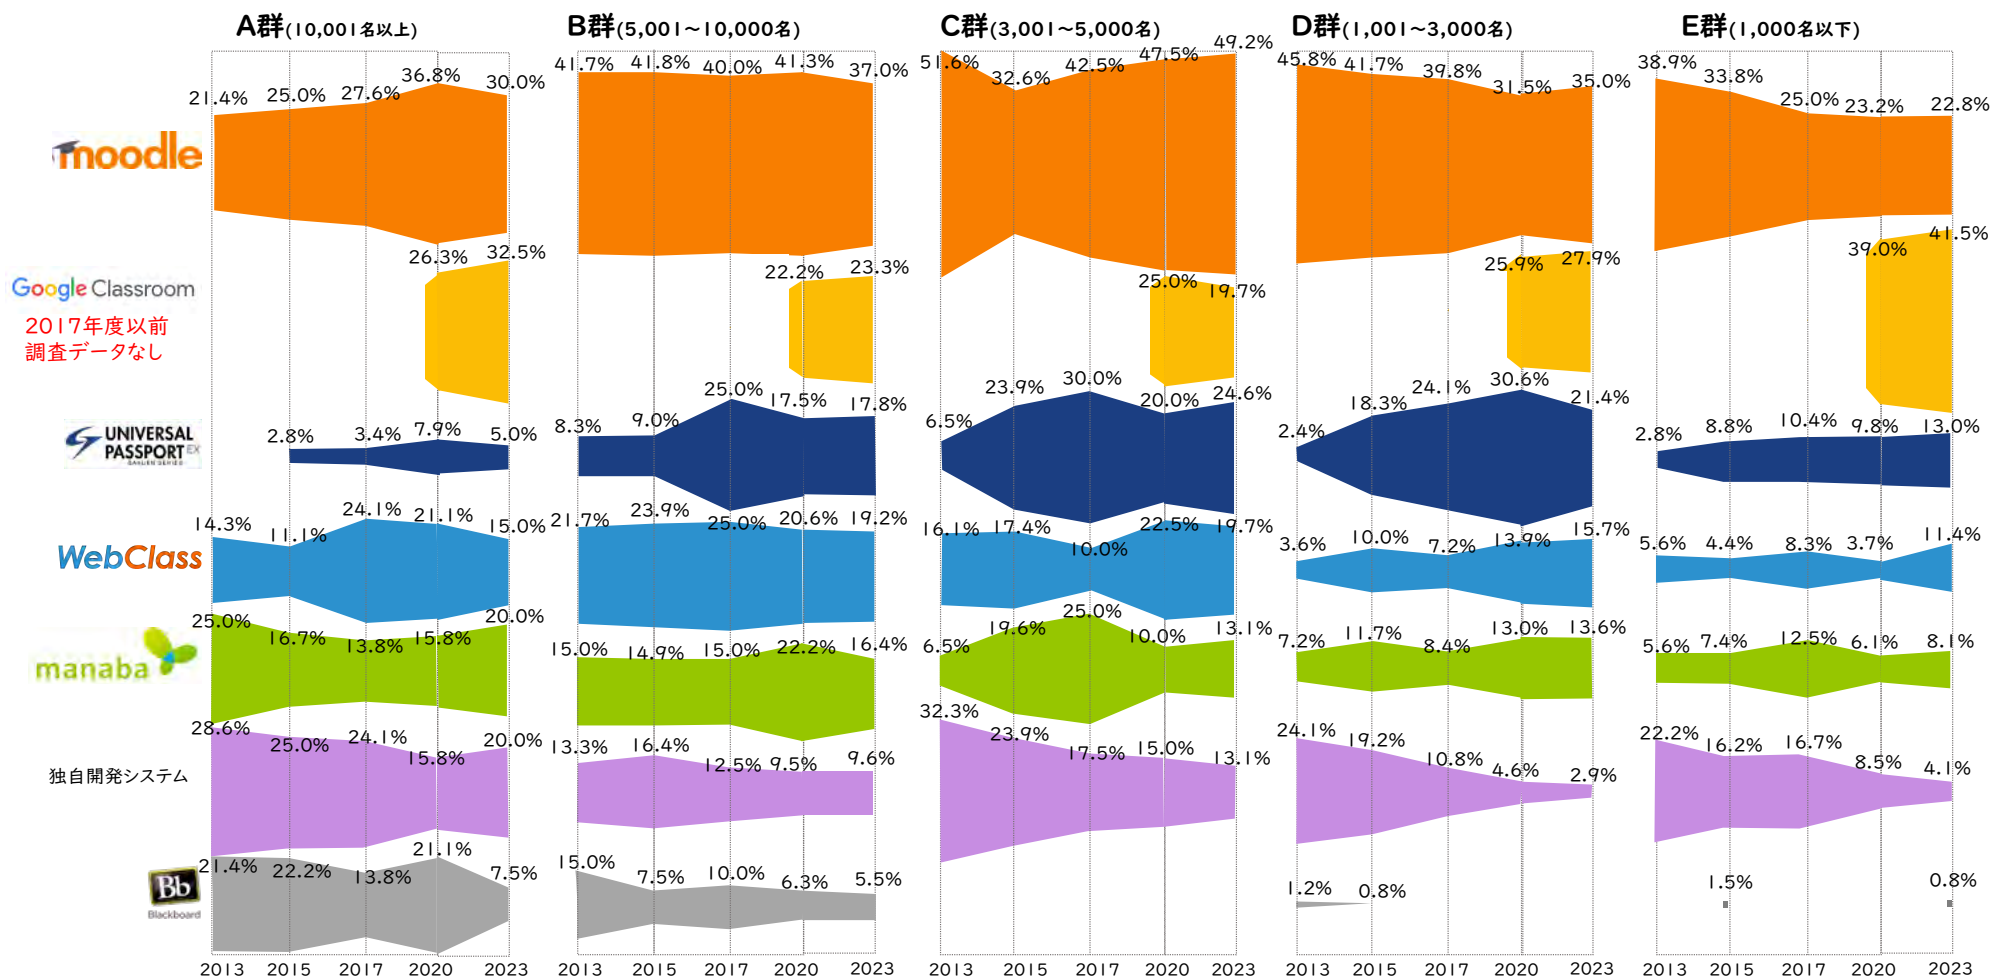 A群(10,001名以上)
B群(5,001～10,000名)
C群(3,001～5,000名)
D群(1,001～3,000名)
E群(1,000名以下)
moodle
21.4% 25.0% 27.6% 36.8% 30.0%
41.7% 41.8% 40.0% 41.3% 37.0%
51.6% 32.6% 42.5% 47.5% 49.2%
45.8% 41.7% 39.8% 31.5% 35.0%
38.9% 33.8% 25.0% 23.2% 22.8%
Google Classroom
2017年度以前
調査データなし
26.3% 32.5%
22.2% 23.3%
25.0% 19.7%
25.9% 27.9%
39.0% 41.5%
UNIVERSAL
PASSPORT EX
2.8% 3.4% 7.9% 5.0%
8.3% 9.0% 25.0% 17.5% 17.8%
6.5% 23.9% 30.0% 20.0% 24.6%
2.4% 18.3% 24.1% 30.6% 21.4%
2.8% 8.8% 10.4% 9.8% 13.0%
WebClass
14.3% 11.1% 24.1% 21.1% 15.0%
21.7% 23.9% 25.0% 20.6% 19.2%
16.1% 17.4% 10.0% 22.5% 19.7%
3.6% 10.0% 7.2% 13.9% 15.7%
5.6% 4.4% 8.3% 3.7% 11.4%
manaba
25.0% 16.7% 13.8% 15.8% 20.0%
15.0% 14.9% 15.0% 22.2% 16.4%
6.5% 19.6% 25.0% 10.0% 13.1%
7.2% 11.7% 8.4% 13.0% 13.6%
5.6% 7.4% 12.5% 6.1% 8.1%
独自開発システム
28.6% 25.0% 24.1% 15.8% 20.0%
13.3% 16.4% 12.5% 9.5% 9.6%
32.3% 23.9% 17.5% 15.0% 13.1%
24.1% 19.2% 10.8% 4.6% 2.9%
22.2% 16.2% 16.7% 8.5% 4.1%
Bb
Blackboard
21.4% 22.2% 13.8% 21.1% 7.5%
15.0% 7.5% 10.0% 6.3% 5.5%
1.2% 0.8%
1.5% 0.8%
2013 2015 2017 2020 2023
2013 2015 2017 2020 2023
2013 2015 2017 2020 2023
2013 2015 2017 2020 2023
2013 2015 2017 2020 2023